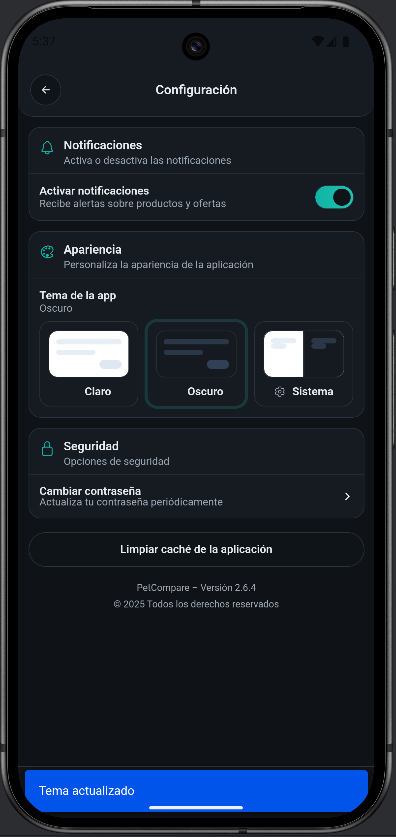 5:37
Configuración
Notificaciones
Activa o desactiva las notificaciones
Activar notificaciones
Recibe alertas sobre productos y ofertas
Apariencia
Personaliza la apariencia de la aplicación
Tema de la app
Oscuro
Claro
Oscuro
Sistema
Seguridad
Opciones de seguridad
Cambiar contraseña
Actualiza tu contraseña periódicamente
Limpiar caché de la aplicación
PetCompare – Versión 2.6.4
© 2025 Todos los derechos reservados
Tema actualizado